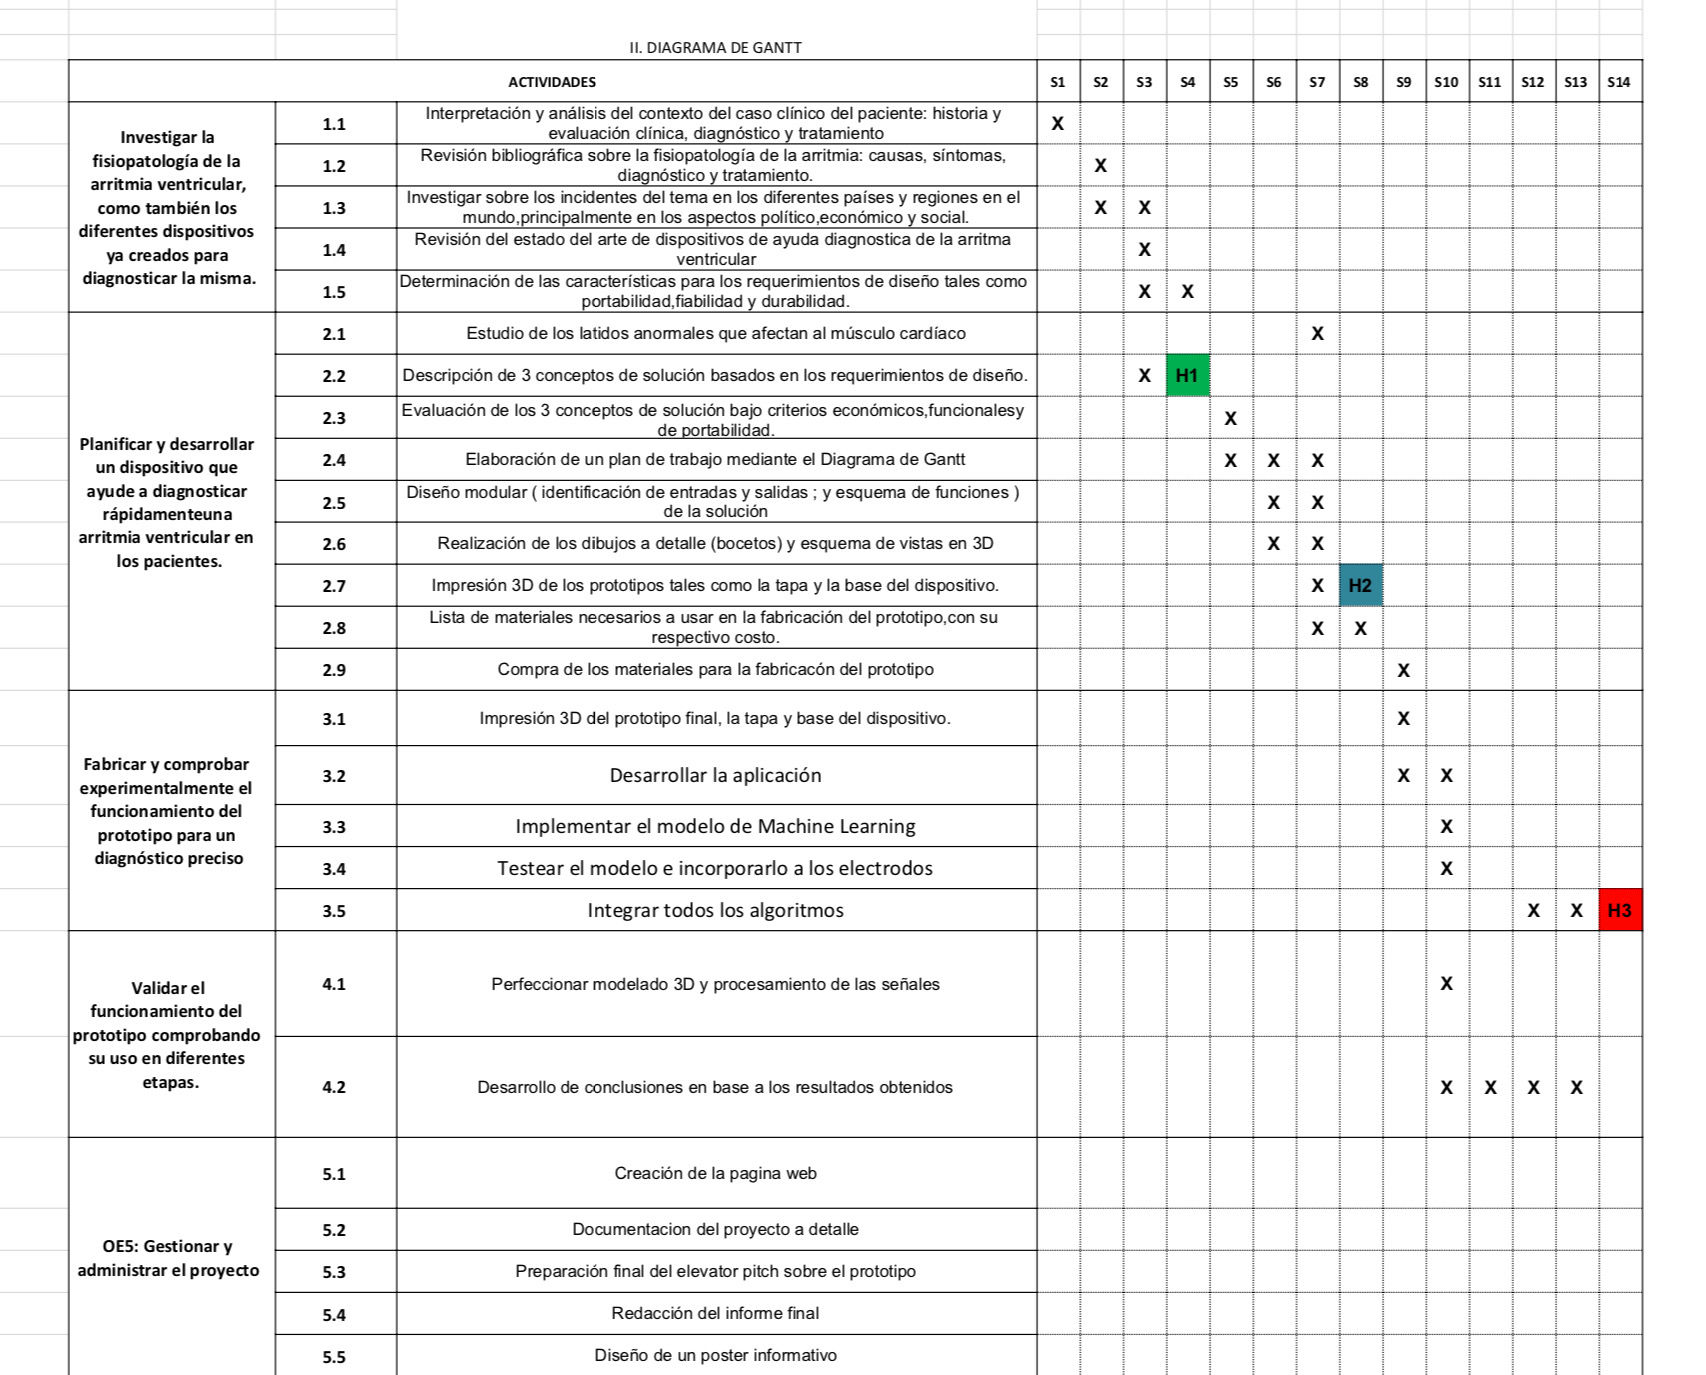 II. DIAGRAMA DE GANTT
ACTIVIDADES S1 S2 S3 S4 S5 S6 S7 S8 S9 S10 S11 S12 S13 S14
Investigar la
fisiopatología de la
arritmia ventricular,
como también los
diferentes dispositivos
ya creados para
diagnosticar la misma.
1.1
Interpretación y análisis del contexto del caso clínico del paciente: historia y
evaluación clínica, diagnóstico y tratamiento
X
1.2
Revisión bibliográfica sobre la fisiopatología de la arritmia: causas, síntomas,
diagnóstico y tratamiento.
X
1.3
Investigar sobre los incidentes del tema en los diferentes países y regiones en el
mundo,principalmente en los aspectos político,económico y social.
X X
1.4
Revisión del estado del arte de dispositivos de ayuda diagnostica de la arritma
ventricular
X
1.5
Determinación de las características para los requerimientos de diseño tales como
portabilidad,fiabilidad y durabilidad.
X X
Planificar y desarrollar
un dispositivo que
ayude a diagnosticar
rápidamenteuna
arritmia ventricular en
los pacientes.
2.1 Estudio de los latidos anormales que afectan al músculo cardíaco X
2.2 Descripción de 3 conceptos de solución basados en los requerimientos de diseño. X H1
2.3
Evaluación de los 3 conceptos de solución bajo criterios económicos,funcionalesy
de portabilidad.
X
2.4 Elaboración de un plan de trabajo mediante el Diagrama de Gantt X X X
2.5
Diseño modular ( identificación de entradas y salidas ; y esquema de funciones )
de la solución
X X
2.6 Realización de los dibujos a detalle (bocetos) y esquema de vistas en 3D X X
2.7 Impresión 3D de los prototipos tales como la tapa y la base del dispositivo. X H2
2.8
Lista de materiales necesarios a usar en la fabricación del prototipo,con su
respectivo costo.
X X
2.9 Compra de los materiales para la fabricacón del prototipo X
Fabricar y comprobar
experimentalmente el
funcionamiento del
prototipo para un
diagnóstico preciso
3.1 Impresión 3D del prototipo final, la tapa y base del dispositivo. X
3.2 Desarrollar la aplicación X X
3.3 Implementar el modelo de Machine Learning X
3.4 Testear el modelo e incorporarlo a los electrodos X
3.5 Integrar todos los algoritmos X X H3
Validar el
funcionamiento del
prototipo comprobando
su uso en diferentes
etapas.
4.1 Perfeccionar modelado 3D y procesamiento de las señales X
4.2 Desarrollo de conclusiones en base a los resultados obtenidos X X X X
OE5: Gestionar y
administrar el proyecto
5.1 Creación de la pagina web
5.2 Documentacion del proyecto a detalle
5.3 Preparación final del elevator pitch sobre el prototipo
5.4 Redacción del informe final
5.5 Diseño de un poster informativo